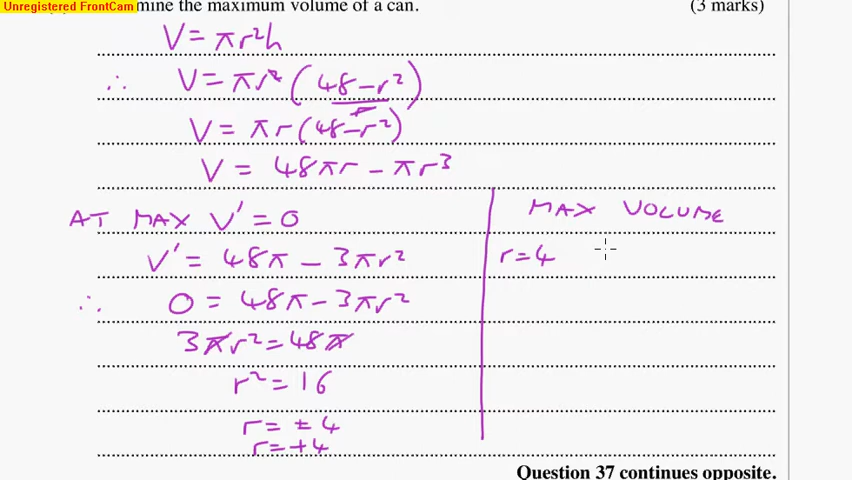 Unregistered FrontCam
mine the maximum volume of a can. (3 marks)
V = πr²h
∴ V = πr² (48 - r²)
r
V = πr(48 - r²)
V = 48πr - πr³
AT MAX V' = 0
V' = 48π - 3πr²
∴ 0 = 48π - 3πr²
3πr² = 48π
r² = 16
r = ± 4
r = +4
MAX VOLUME
r = 4
Question 37 continues opposite.